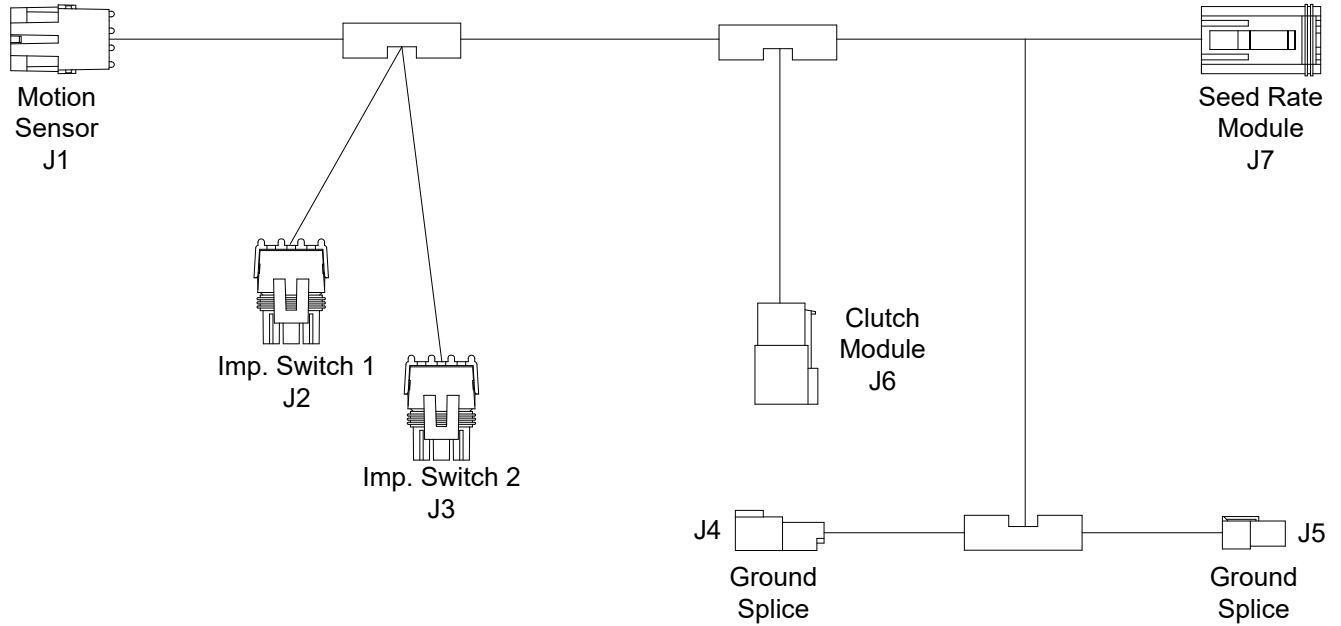 Motion
Sensor
J1
Seed Rate
Module
J7
Imp. Switch 1
J2
Clutch
Module
J6
Imp. Switch 2
J3
J4
Ground
Splice
J5
Ground
Splice